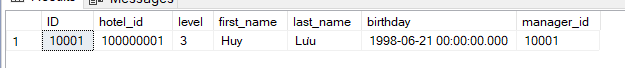 Messages
ID hotel_id level first_name last_name birthday manager_id
1 10001 100000001 3 Huy Lưu 1998-06-21 00:00:00.000 10001